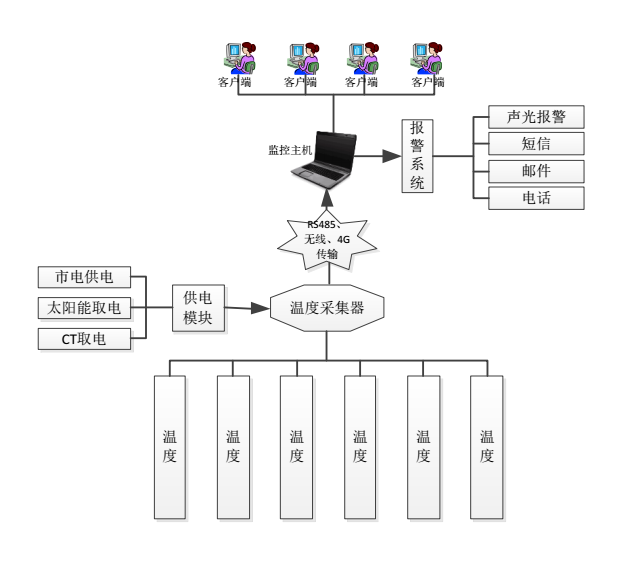 客户端
客户端
客户端
客户端
监控主机
报警系统
声光报警
短信
邮件
电话
RS485、
无线、4G
传输
市电供电
太阳能取电
CT取电
供电
模块
温度采集器
温度
温度
温度
温度
温度
温度